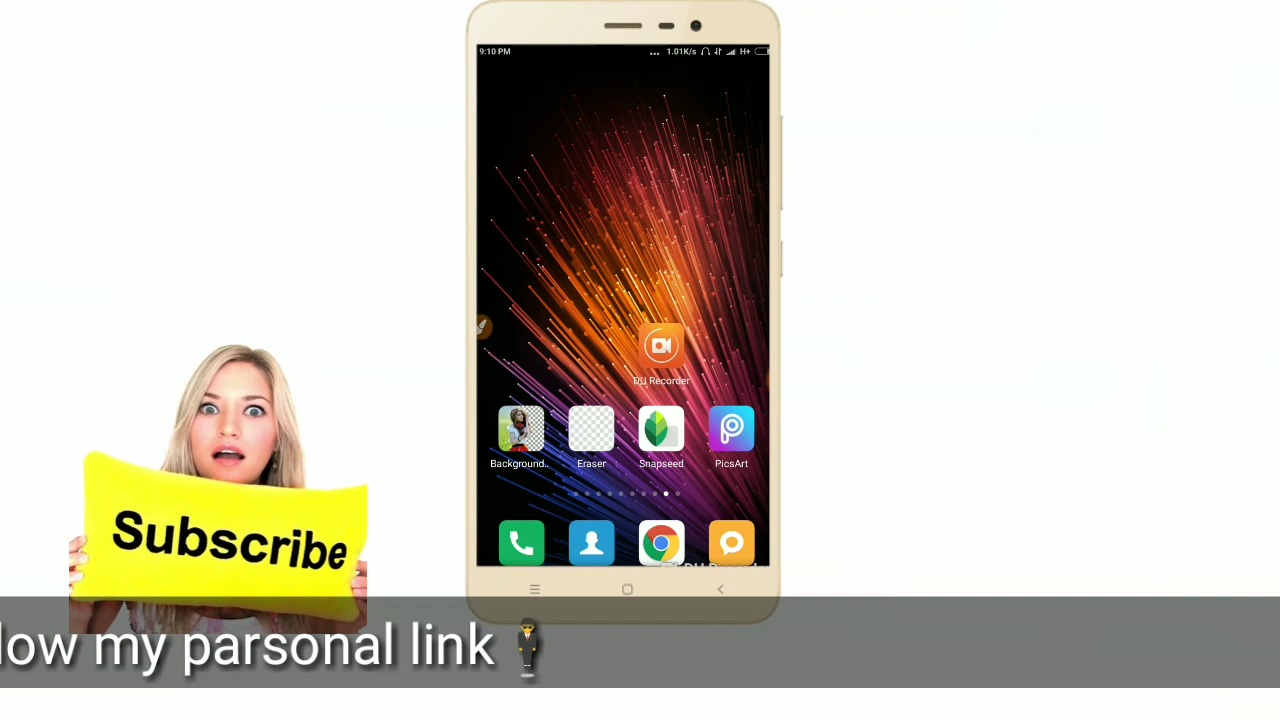 9:10 PM ... 1.01K/s H+
DU Recorder
Background.. Eraser Snapseed PicsArt
Subscribe
low my parsonal link